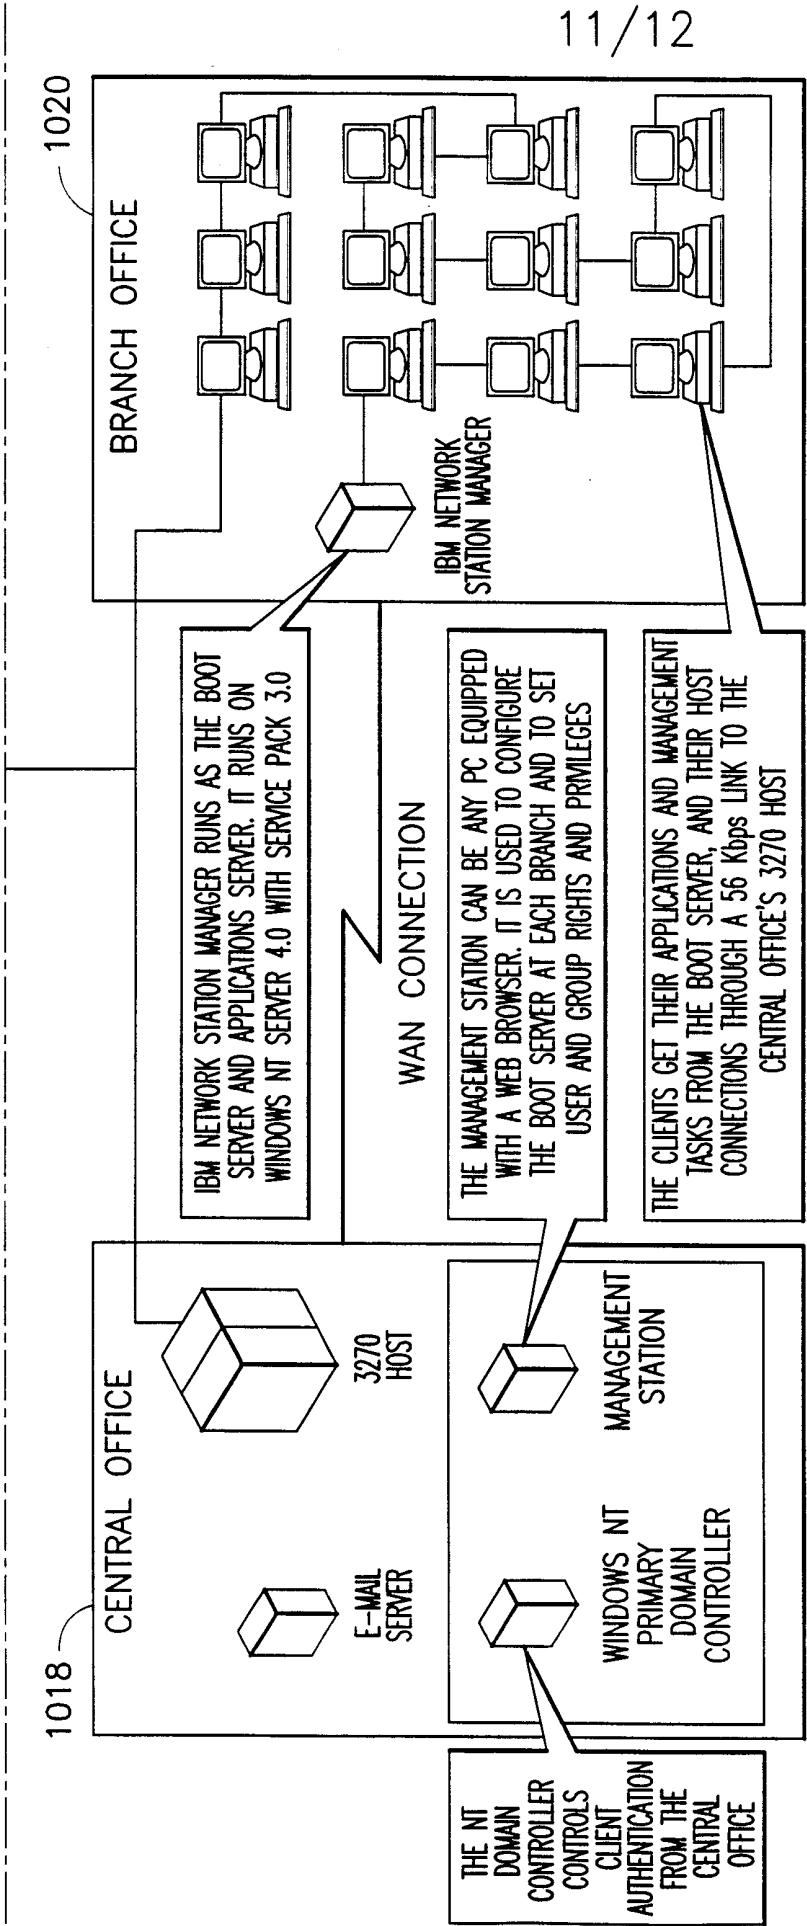 11/12
1018
CENTRAL OFFICE
E-MAIL
SERVER
3270
HOST
WINDOWS NT
PRIMARY
DOMAIN
CONTROLLER
MANAGEMENT
STATION
THE NT
DOMAIN
CONTROLLER
CONTROLS
CLIENT
AUTHENTICATION
FROM THE
CENTRAL
OFFICE
IBM NETWORK STATION MANAGER RUNS AS THE BOOT
SERVER AND APPLICATIONS SERVER. IT RUNS ON
WINDOWS NT SERVER 4.0 WITH SERVICE PACK 3.0
WAN CONNECTION
THE MANAGEMENT STATION CAN BE ANY PC EQUIPPED
WITH A WEB BROWSER. IT IS USED TO CONFIGURE
THE BOOT SERVER AT EACH BRANCH AND TO SET
USER AND GROUP RIGHTS AND PRIVILEGES
THE CLIENTS GET THEIR APPLICATIONS AND MANAGEMENT
TASKS FROM THE BOOT SERVER, AND THEIR HOST
CONNECTIONS THROUGH A 56 Kbps LINK TO THE
CENTRAL OFFICE'S 3270 HOST
1020
BRANCH OFFICE
IBM NETWORK
STATION MANAGER